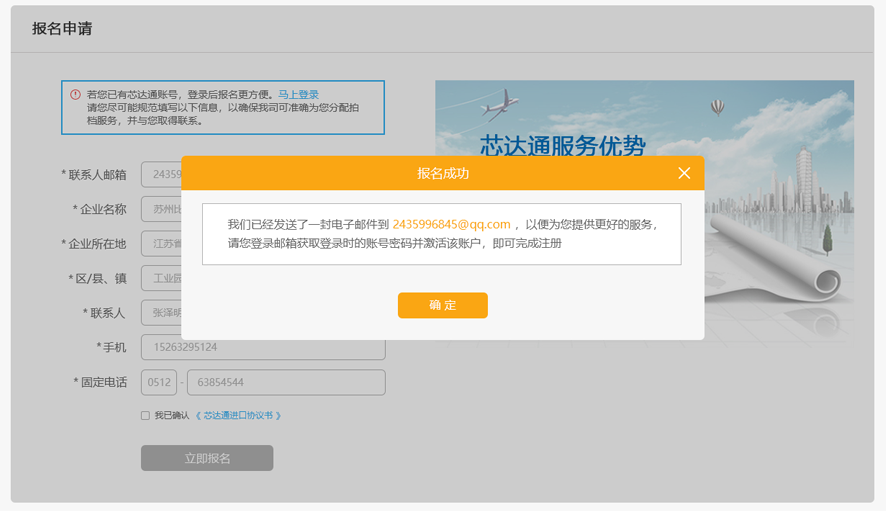 报名申请
若您已有芯达通账号，登录后报名更方便。马上登录
请您尽可能规范填写以下信息，以确保我司可准确为您分配拍
档服务，并与您取得联系。
芯达通服务优势
报名成功
我们已经发送了一封电子邮件到 2435996845@qq.com ，以便为您提供更好的服务，
请您登录邮箱获取登录时的账号密码并激活该账户，即可完成注册
确 定
* 联系人邮箱 24359
* 企业名称 苏州
* 企业所在地 江苏省
* 区/县、镇 工业园
* 联系人 张泽明
* 手机 15263295124
* 固定电话 0512 - 63854544
我已确认 《 芯达通进口协议书 》
立即报名